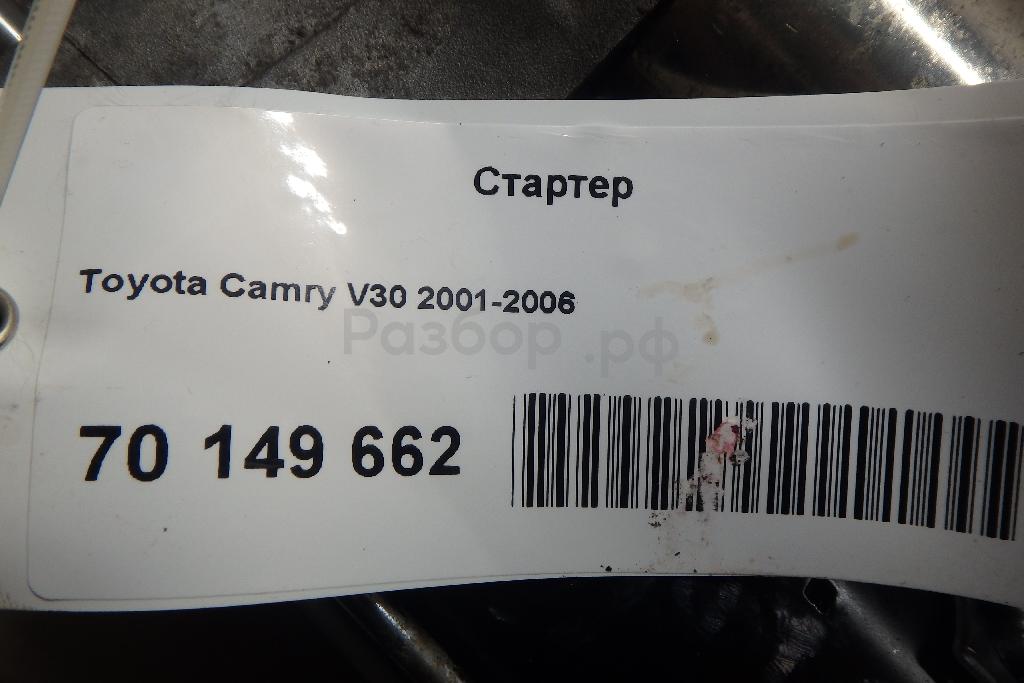 Стартер
Toyota Camry V30 2001-2006
Разбор.рф
70 149 662